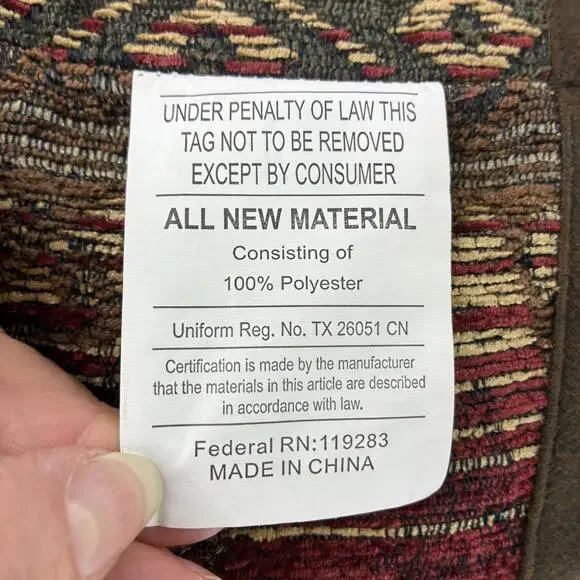 UNDER PENALTY OF LAW THIS
TAG NOT TO BE REMOVED
EXCEPT BY CONSUMER
ALL NEW MATERIAL
Consisting of
100% Polyester
Uniform Reg. No. TX 26051 CN
Certification is made by the manufacturer
that the materials in this article are described
in accordance with law.
Federal RN:119283
MADE IN CHINA